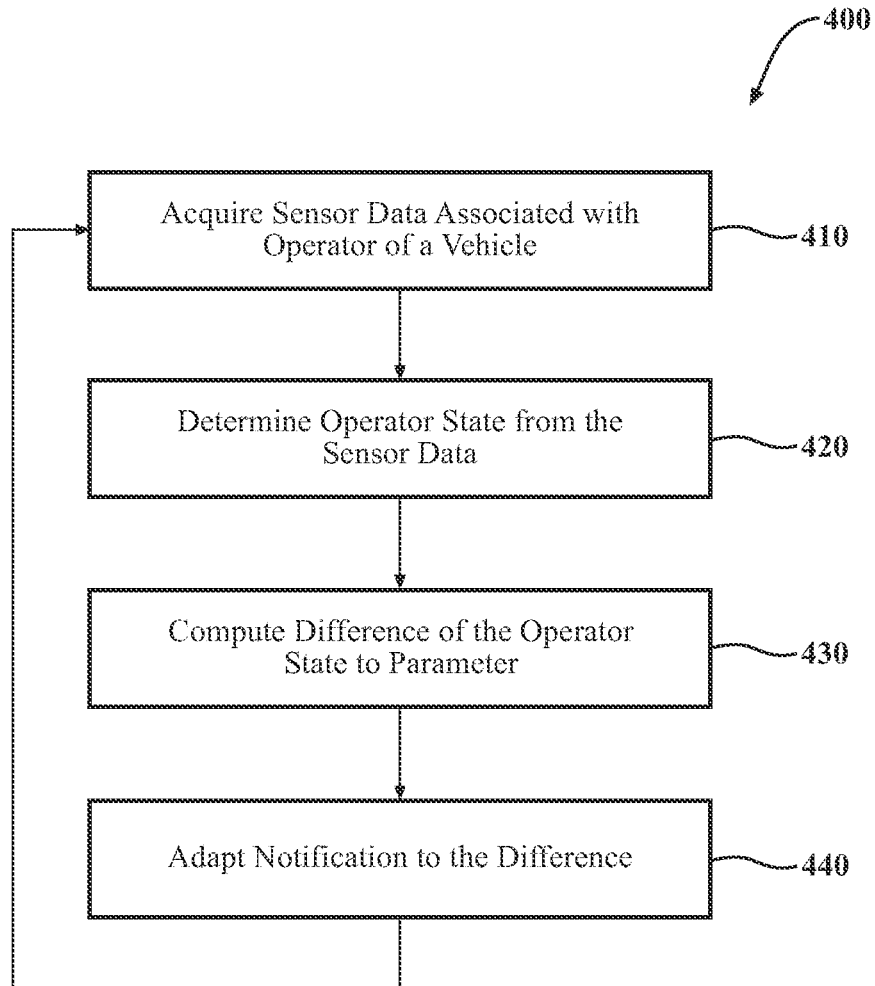 400
Acquire Sensor Data Associated with
Operator of a Vehicle
410
Determine Operator State from the
Sensor Data
420
Compute Difference of the Operator
State to Parameter
430
Adapt Notification to the Difference
440